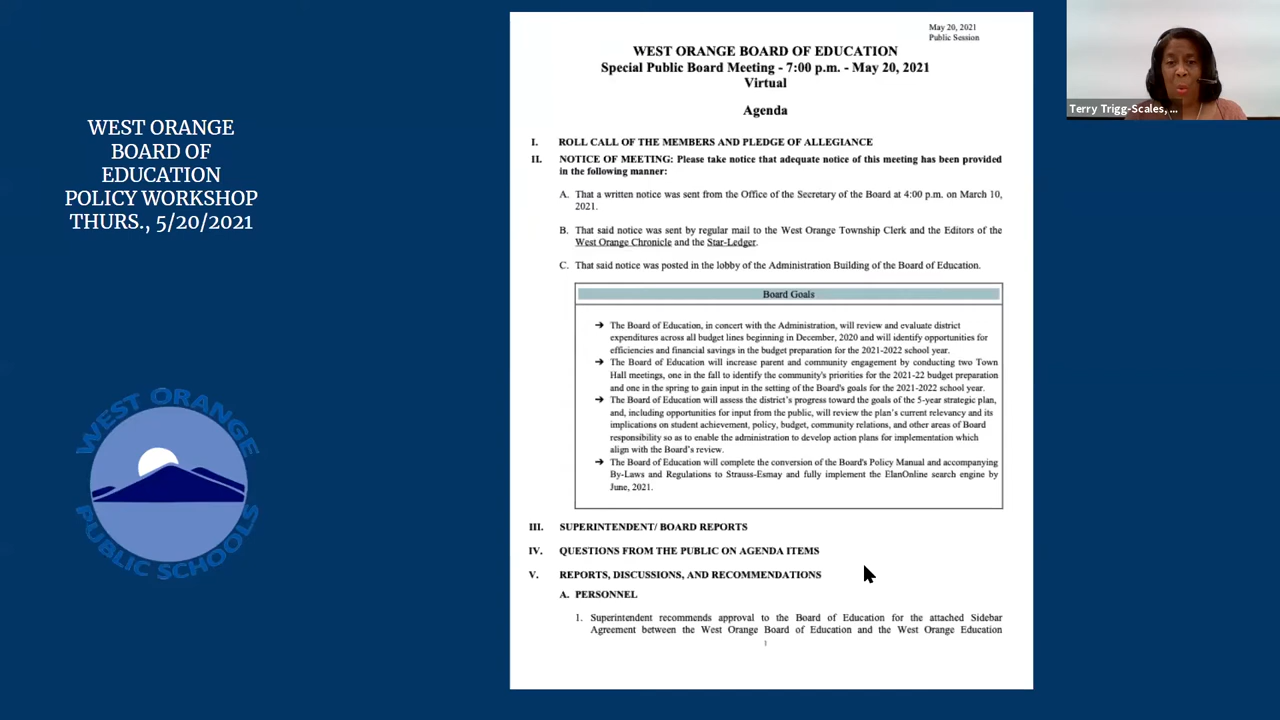 WEST ORANGE
BOARD OF
EDUCATION
POLICY WORKSHOP
THURS., 5/20/2021
WEST ORANGE
PUBLIC SCHOOLS
May 20, 2021
Public Session
WEST ORANGE BOARD OF EDUCATION
Special Public Board Meeting - 7:00 p.m. - May 20, 2021
Virtual
Agenda
I. ROLL CALL OF THE MEMBERS AND PLEDGE OF ALLEGIANCE
II. NOTICE OF MEETING: Please take notice that adequate notice of this meeting has been provided
in the following manner:
A. That a written notice was sent from the Office of the Secretary of the Board at 4:00 p.m. on March 10,
2021.
B. That said notice was sent by regular mail to the West Orange Township Clerk and the Editors of the
West Orange Chronicle and the Star-Ledger.
C. That said notice was posted in the lobby of the Administration Building of the Board of Education.
Board Goals
➔ The Board of Education, in concert with the Administration, will review and evaluate district
expenditures across all budget lines beginning in December, 2020 and will identify opportunities for
efficiencies and financial savings in the budget preparation for the 2021-2022 school year.
➔ The Board of Education will increase parent and community engagement by conducting two Town
Hall meetings, one in the fall to identify the community's priorities for the 2021-22 budget preparation
and one in the spring to gain input in the setting of the Board's goals for the 2021-2022 school year.
➔ The Board of Education will assess the district's progress toward the goals of the 5-year strategic plan,
and, including opportunities for input from the public, will review the plan's current relevancy and its
implications on student achievement, policy, budget, community relations, and other areas of Board
responsibility so as to enable the administration to develop action plans for implementation which
align with the Board's review.
➔ The Board of Education will complete the conversion of the Board's Policy Manual and accompanying
By-Laws and Regulations to Strauss-Esmay and fully implement the ElanOnline search engine by
June, 2021.
III. SUPERINTENDENT/ BOARD REPORTS
IV. QUESTIONS FROM THE PUBLIC ON AGENDA ITEMS
V. REPORTS, DISCUSSIONS, AND RECOMMENDATIONS
A. PERSONNEL
1. Superintendent recommends approval to the Board of Education for the attached Sidebar
Agreement between the West Orange Board of Education and the West Orange Education
1
Terry Trigg-Scales, ...